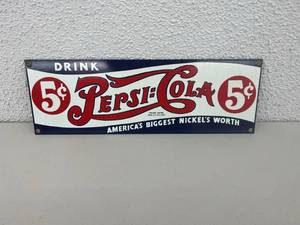 DRINK
5¢ PEPSI=COLA 5¢
AMERICA'S BIGGEST NICKEL'S WORTH